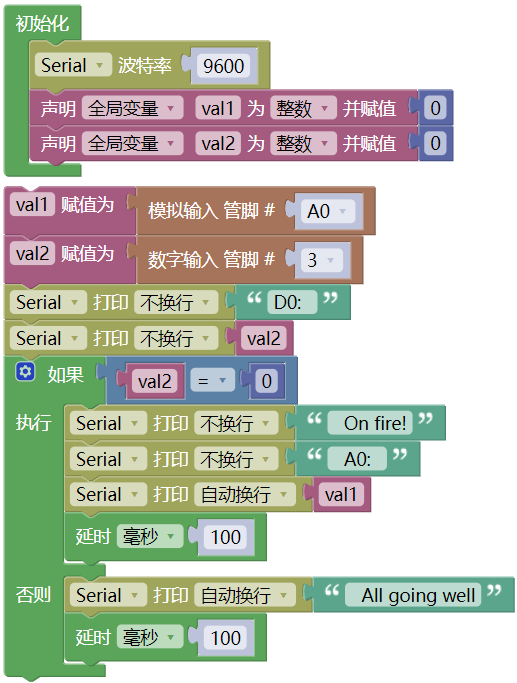 初始化
Serial 波特率 9600
声明 全局变量 val1 为 整数 并赋值 0
声明 全局变量 val2 为 整数 并赋值 0
val1 赋值为 模拟输入 管脚 # A0
val2 赋值为 数字输入 管脚 # 3
Serial 打印 不换行 “ D0: ”
Serial 打印 不换行 val2
如果 val2 = 0
执行 Serial 打印 不换行 “ On fire! ”
Serial 打印 不换行 “ A0: ”
Serial 打印 自动换行 val1
延时 毫秒 100
否则 Serial 打印 自动换行 “ All going well ”
延时 毫秒 100